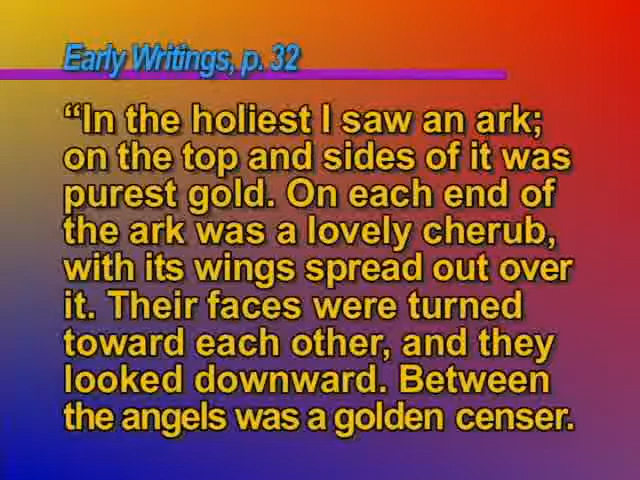 Early Writings, p. 32
“In the holiest I saw an ark;
on the top and sides of it was
purest gold. On each end of
the ark was a lovely cherub,
with its wings spread out over
it. Their faces were turned
toward each other, and they
looked downward. Between
the angels was a golden censer.